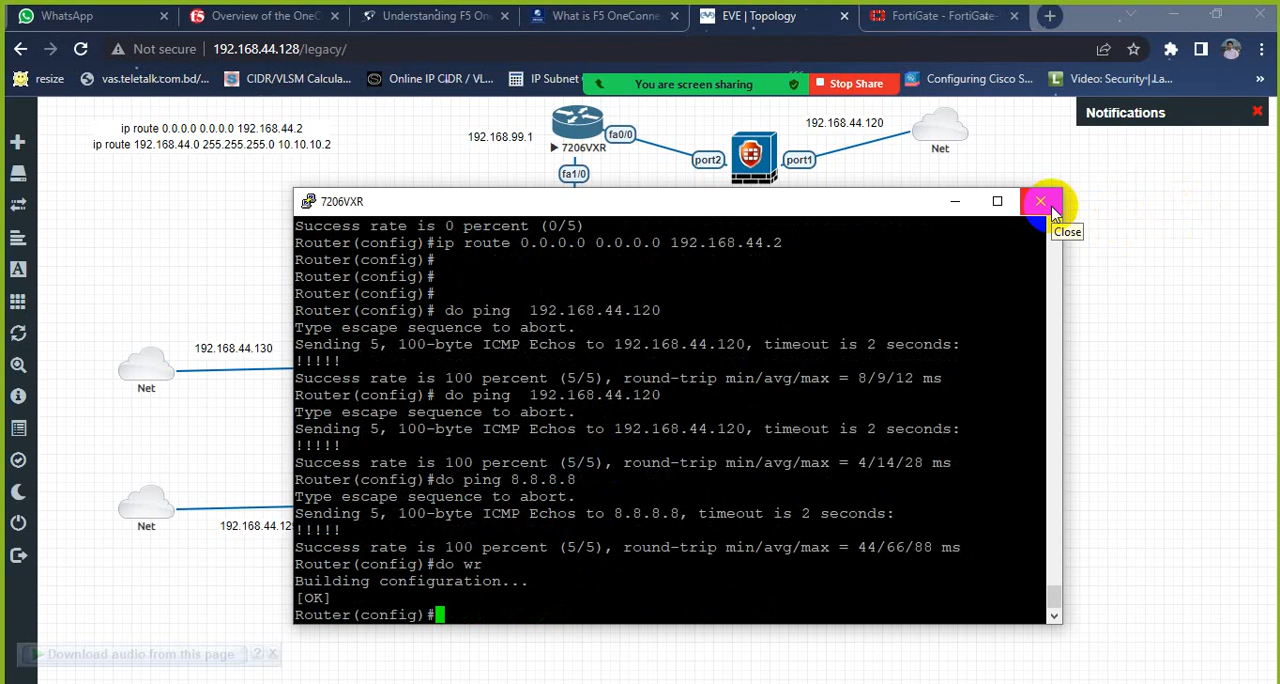 WhatsApp
Overview of the OneC
Understanding F5 One
What is F5 OneConne
EVE | Topology
FortiGate - FortiGate-
Not secure
192.168.44.128/legacy/
resize
vas.teletalk.com.bd/...
CIDR/VLSM Calcula...
Online IP CIDR / VL...
IP Subnet
You are screen sharing
Stop Share
Configuring Cisco S...
Video: Security | La...
»
Notifications
ip route 0.0.0.0 0.0.0.0 192.168.44.2
ip route 192.168.44.0 255.255.255.0 10.10.10.2
192.168.99.1
7206VXR
fa0/0
fa1/0
port2
port1
192.168.44.120
Net
192.168.44.130
Net
Net
7206VXR
Close
Success rate is 0 percent (0/5)
Router(config)#ip route 0.0.0.0 0.0.0.0 192.168.44.2
Router(config)#
Router(config)#
Router(config)#
Router(config)# do ping  192.168.44.120
Type escape sequence to abort.
Sending 5, 100-byte ICMP Echos to 192.168.44.120, timeout is 2 seconds:
!!!!!
Success rate is 100 percent (5/5), round-trip min/avg/max = 8/9/12 ms
Router(config)# do ping  192.168.44.120
Type escape sequence to abort.
Sending 5, 100-byte ICMP Echos to 192.168.44.120, timeout is 2 seconds:
!!!!!
Success rate is 100 percent (5/5), round-trip min/avg/max = 4/14/28 ms
Router(config)#do ping 8.8.8.8
Type escape sequence to abort.
Sending 5, 100-byte ICMP Echos to 8.8.8.8, timeout is 2 seconds:
!!!!!
Success rate is 100 percent (5/5), round-trip min/avg/max = 44/66/88 ms
Router(config)#do wr
Building configuration...
[OK]
Router(config)#
Download audio from this page
? X